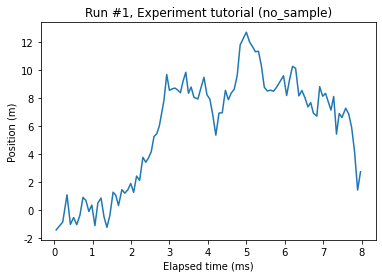 Run #1, Experiment tutorial (no_sample)
Position (m)
12
10
8
6
4
2
0
-2
0 1 2 3 4 5 6 7 8
Elapsed time (ms)